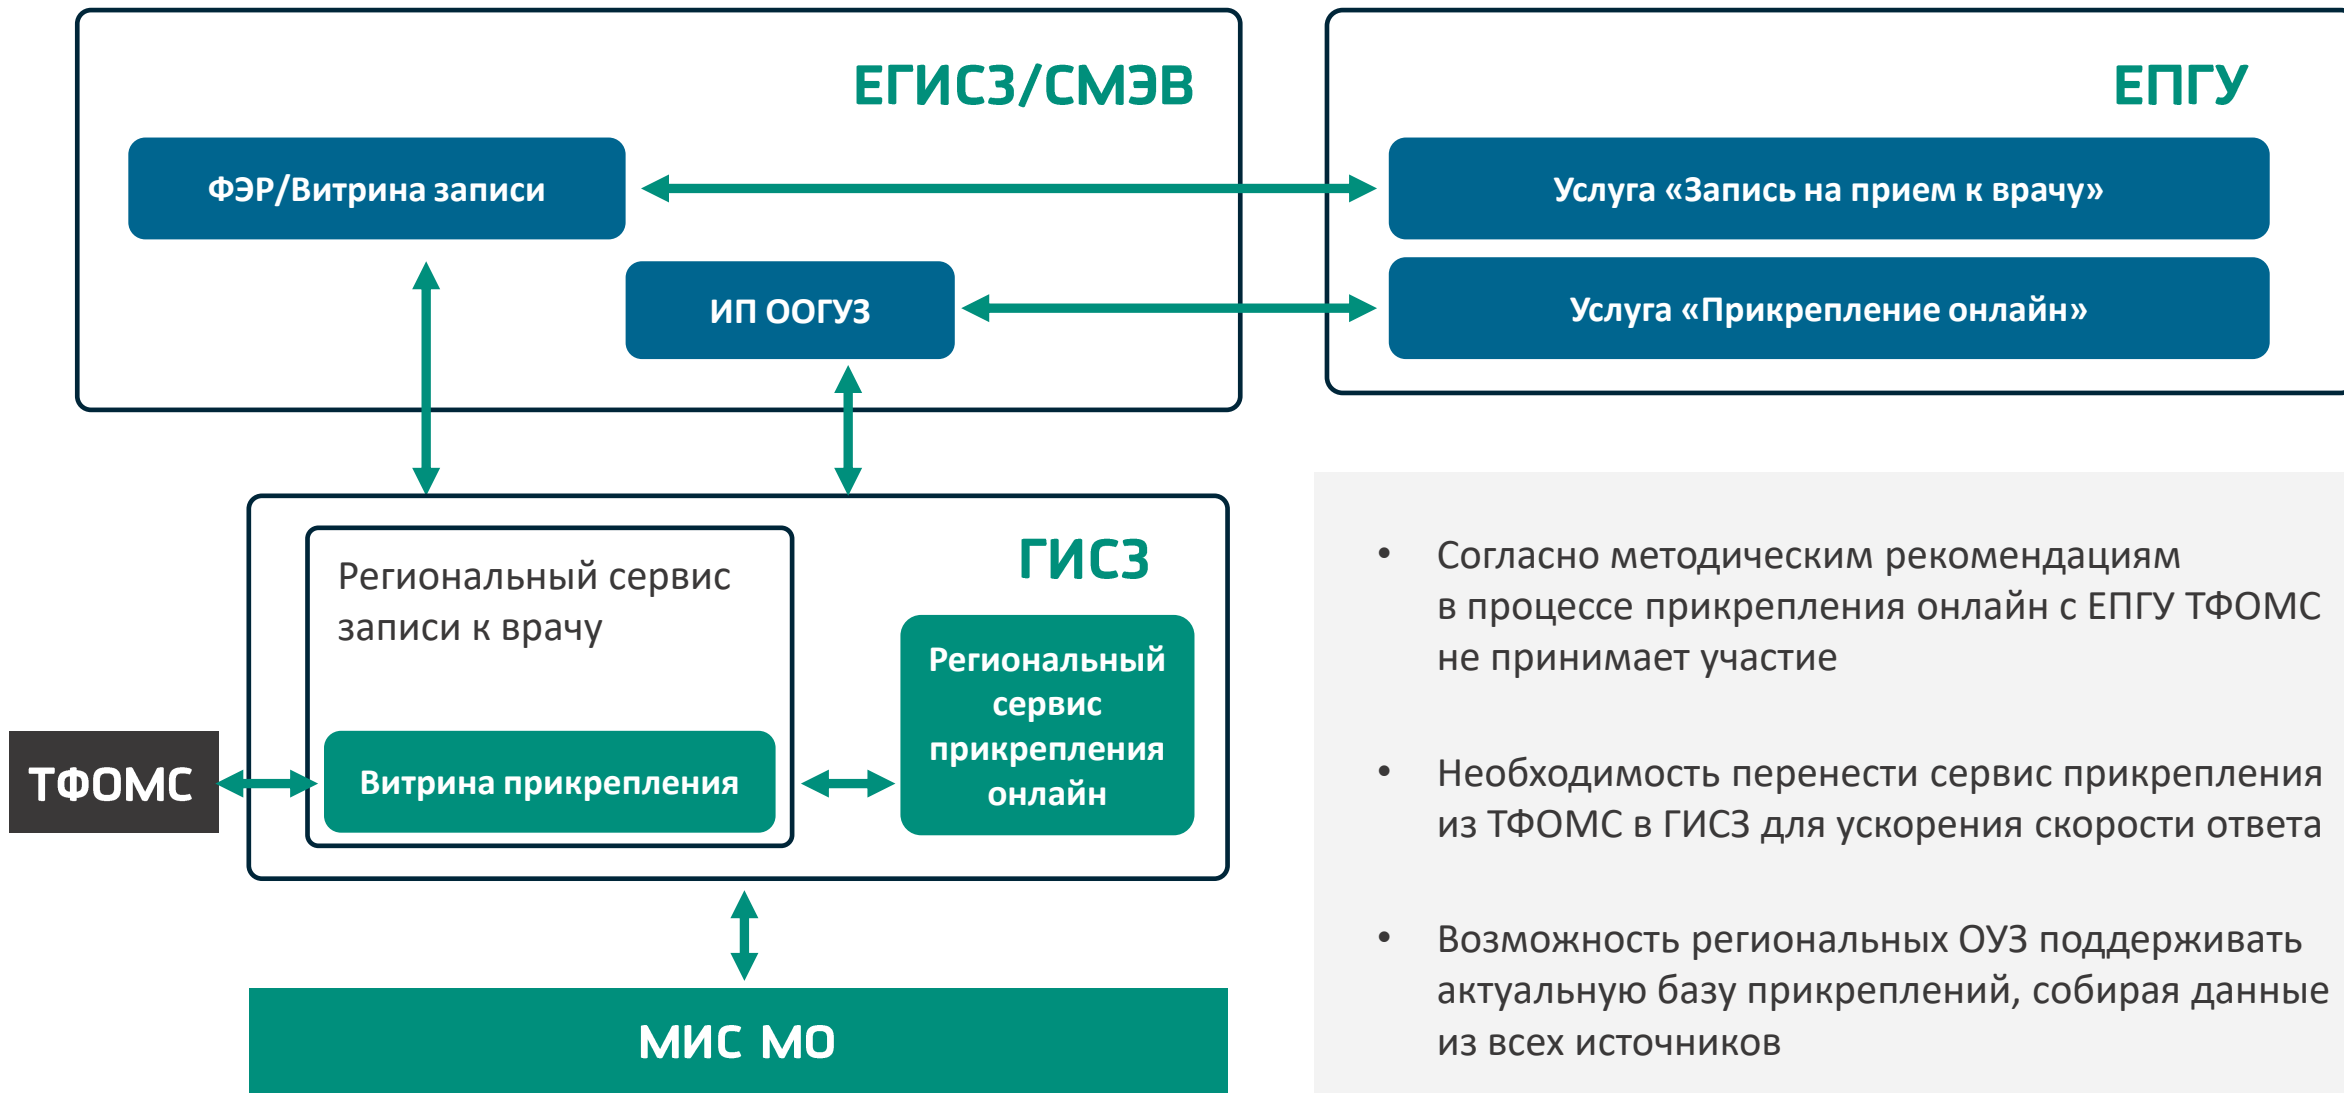 ЕГИСЗ/СМЭВ
ФЭР/Витрина записи
ИП ООГУЗ
ЕПГУ
Услуга «Запись на прием к врачу»
Услуга «Прикрепление онлайн»
ГИСЗ
Региональный сервис
записи к врачу
Витрина прикрепления
Региональный
сервис
прикрепления
онлайн
ТФОМС
МИС МО
• Согласно методическим рекомендациям
в процессе прикрепления онлайн с ЕПГУ ТФОМС
не принимает участие
• Необходимость перенести сервис прикрепления
из ТФОМС в ГИСЗ для ускорения скорости ответа
• Возможность региональных ОУЗ поддерживать
актуальную базу прикреплений, собирая данные
из всех источников